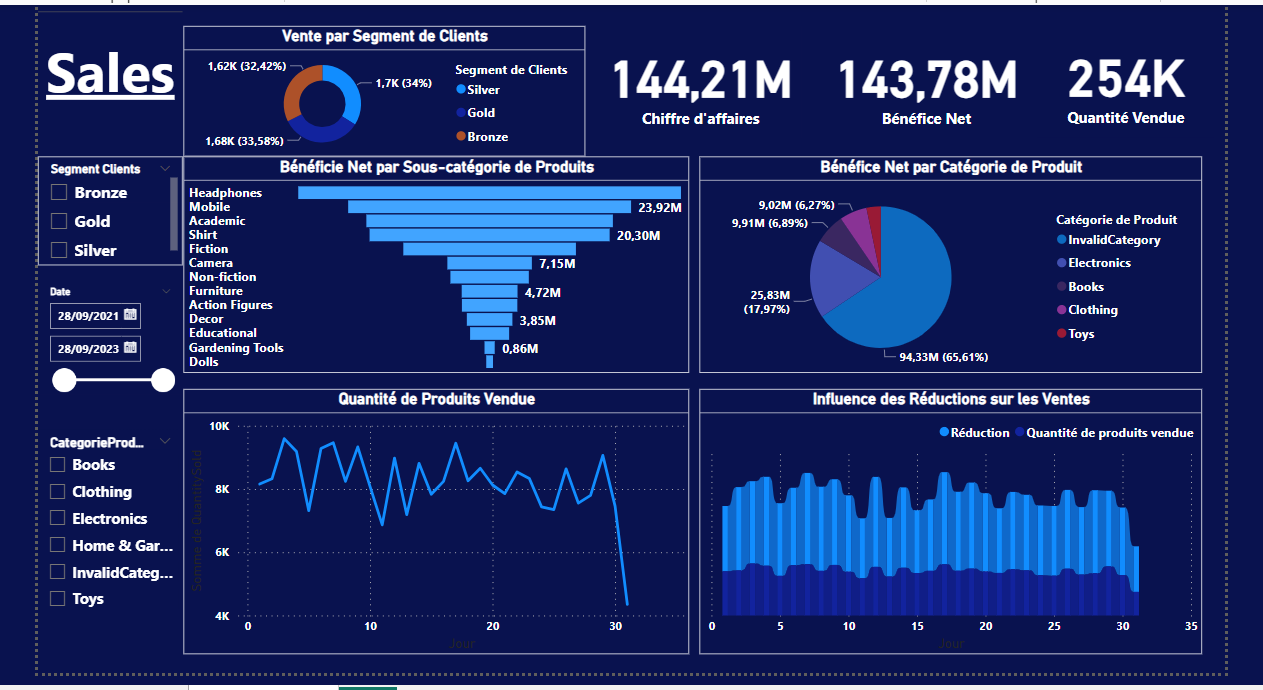 Sales
Vente par Segment de Clients
1,62K (32,42%)
1,7K (34%)
1,68K (33,58%)
Segment de Clients
Silver
Gold
Bronze
144,21M
Chiffre d'affaires
143,78M
Bénéfice Net
254K
Quantité Vendue
Segment Clients
Bronze
Gold
Silver
Date
28/09/2021
28/09/2023
CategorieProd...
Books
Clothing
Electronics
Home & Gar...
InvalidCateg...
Toys
Bénéficie Net par Sous-catégorie de Produits
Headphones
Mobile 23,92M
Academic
Shirt 20,30M
Fiction
Camera 7,15M
Non-fiction
Furniture 4,72M
Action Figures
Decor 3,85M
Educational
Gardening Tools 0,86M
Dolls
Bénéfice Net par Catégorie de Produit
9,02M (6,27%)
9,91M (6,89%)
25,83M
(17,97%)
94,33M (65,61%)
Catégorie de Produit
InvalidCategory
Electronics
Books
Clothing
Toys
Quantité de Produits Vendue
Somme de QuantitySold
10K
8K
6K
4K
0 10 20 30
Jour
Influence des Réductions sur les Ventes
Réduction Quantité de produits vendue
0 5 10 15 20 25 30 35
Jour